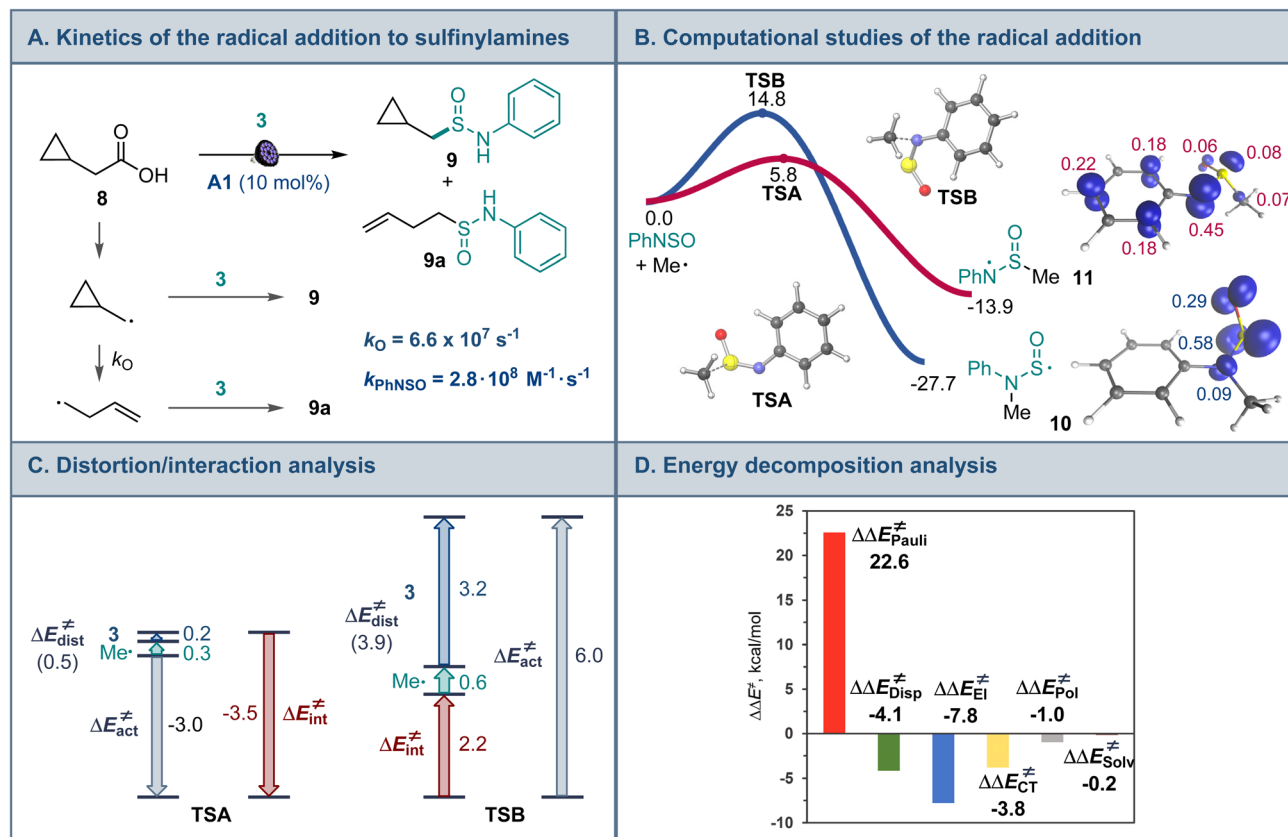 A. Kinetics of the radical addition to sulfinylamines
8
O
OH
3
A1 (10 mol%)
O
S
N
H
9
+
H
N
S
O
9a
3
9
kO
3
9a
kO = 6.6 x 10⁷ s⁻¹
kPhNSO = 2.8·10⁸ M⁻¹·s⁻¹
B. Computational studies of the radical addition
TSB
14.8
5.8
TSA
0.0
PhNSO
+ Me•
TSB
TSA
O
PhN•
S
Me
11
-13.9
-27.7
O
Ph
S•
N
Me
10
0.22
0.18
0.06
0.08
0.07
0.45
0.18
0.29
0.58
0.09
C. Distortion/interaction analysis
ΔE≠dist
(0.5)
3
0.2
Me•
0.3
ΔE≠act
-3.0
-3.5
ΔE≠int
TSA
3
3.2
ΔE≠dist
(3.9)
Me•
0.6
ΔE≠int
2.2
ΔE≠act
6.0
TSB
D. Energy decomposition analysis
ΔΔE≠, kcal/mol
25
20
15
10
5
0
-5
-10
ΔΔE≠Pauli
22.6
ΔΔE≠Disp
-4.1
ΔΔE≠El
-7.8
ΔΔE≠CT
-3.8
ΔΔE≠Pol
-1.0
ΔΔE≠Solv
-0.2